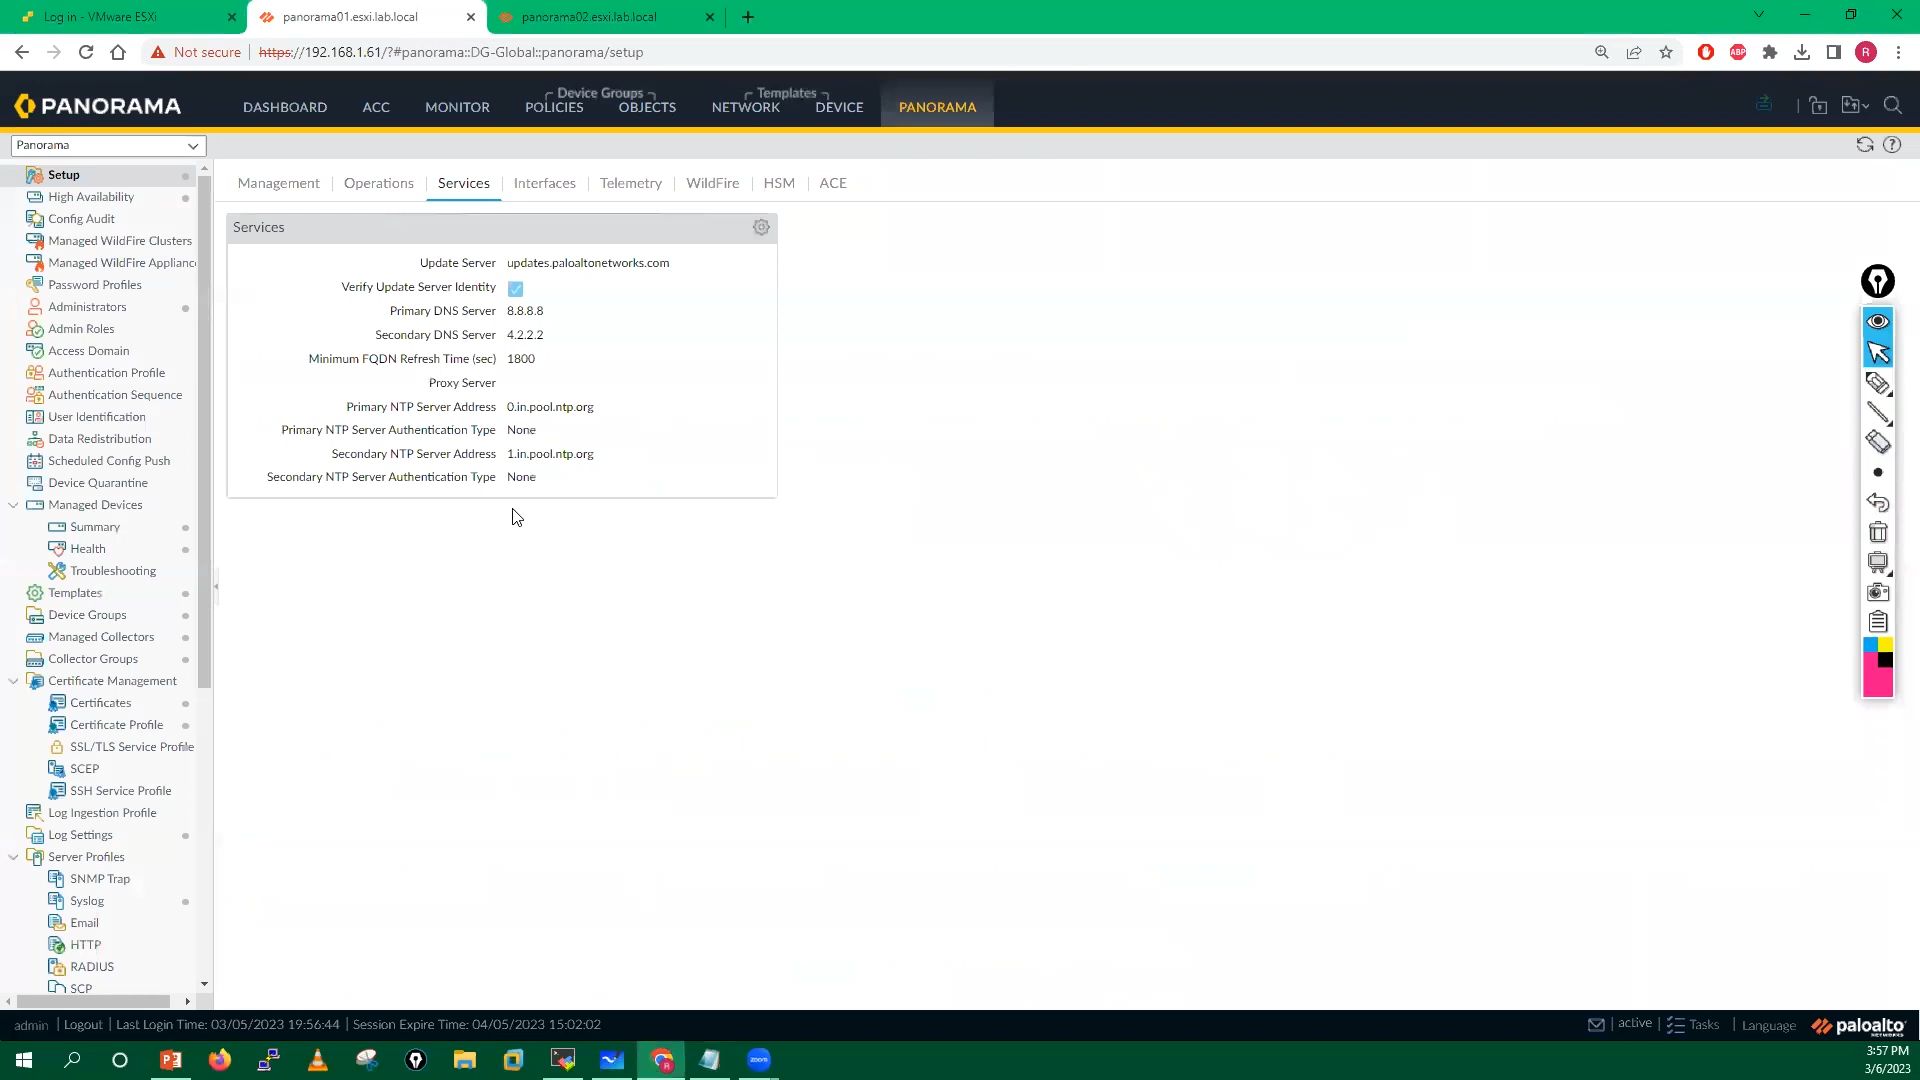 Log in - VMware ESXi
panorama01.esxi.lab.local
panorama02.esxi.lab.local
Not secure
https://192.168.1.61/?#panorama::DG-Global::panorama/setup
ABP
R
PANORAMA
DASHBOARD
ACC
MONITOR
Device Groups
POLICIES
OBJECTS
Templates
NETWORK
DEVICE
PANORAMA
Panorama
Setup
High Availability
Config Audit
Managed WildFire Clusters
Managed WildFire Applianc
Password Profiles
Administrators
Admin Roles
Access Domain
Authentication Profile
Authentication Sequence
User Identification
Data Redistribution
Scheduled Config Push
Device Quarantine
Managed Devices
Summary
Health
Troubleshooting
Templates
Device Groups
Managed Collectors
Collector Groups
Certificate Management
Certificates
Certificate Profile
SSL/TLS Service Profile
SCEP
SSH Service Profile
Log Ingestion Profile
Log Settings
Server Profiles
SNMP Trap
Syslog
Email
HTTP
RADIUS
SCP
Management
Operations
Services
Interfaces
Telemetry
WildFire
HSM
ACE
Services
Update Server updates.paloaltonetworks.com
Verify Update Server Identity
Primary DNS Server 8.8.8.8
Secondary DNS Server 4.2.2.2
Minimum FQDN Refresh Time (sec) 1800
Proxy Server
Primary NTP Server Address 0.in.pool.ntp.org
Primary NTP Server Authentication Type None
Secondary NTP Server Address 1.in.pool.ntp.org
Secondary NTP Server Authentication Type None
admin | Logout | Last Login Time: 03/05/2023 19:56:44 | Session Expire Time: 04/05/2023 15:02:02
active | Tasks | Language
paloalto
NETWORKS
zoom
3:57 PM
3/6/2023